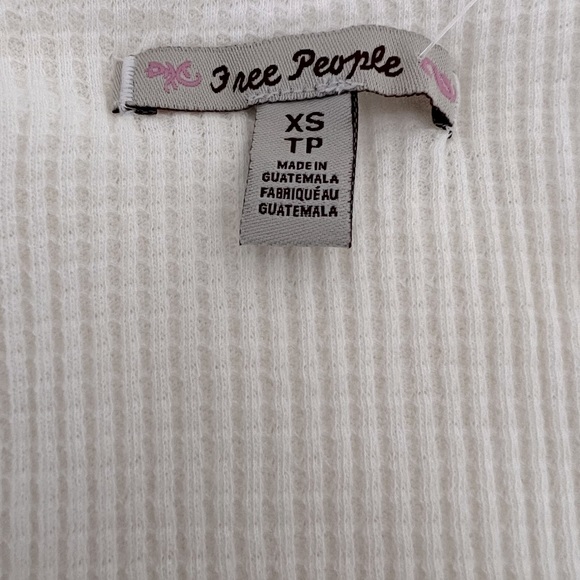 Free People
XS
TP
MADE IN
GUATEMALA
FABRIQUÉ AU
GUATEMALA